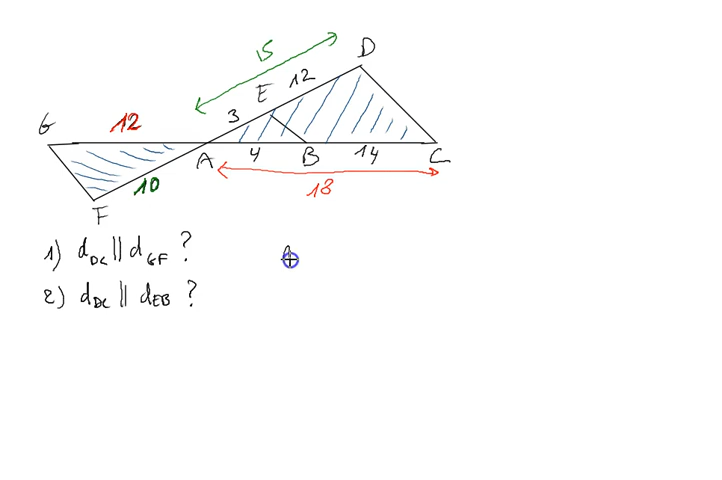 15
D
E 12
3
G 12
A 4 B 14 C
10 18
F
1) d_DC || d_GF ?
2) d_DC || d_EB ?